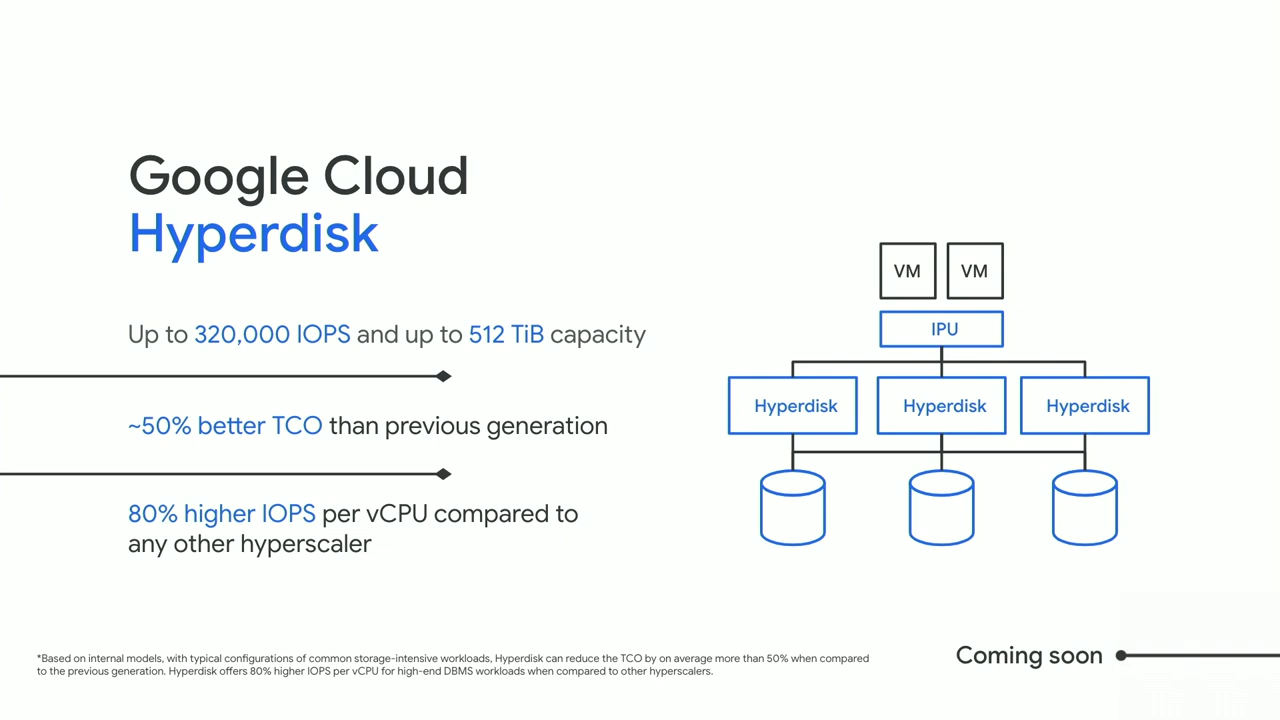 Google Cloud
Hyperdisk
Up to 320,000 IOPS and up to 512 TiB capacity
~50% better TCO than previous generation
80% higher IOPS per vCPU compared to
any other hyperscaler
VM VM
IPU
Hyperdisk Hyperdisk Hyperdisk
*Based on internal models, with typical configurations of common storage-intensive workloads, Hyperdisk can reduce the TCO by on average more than 50% when compared
to the previous generation. Hyperdisk offers 80% higher IOPS per vCPU for high-end DBMS workloads when compared to other hyperscalers.
Coming soon